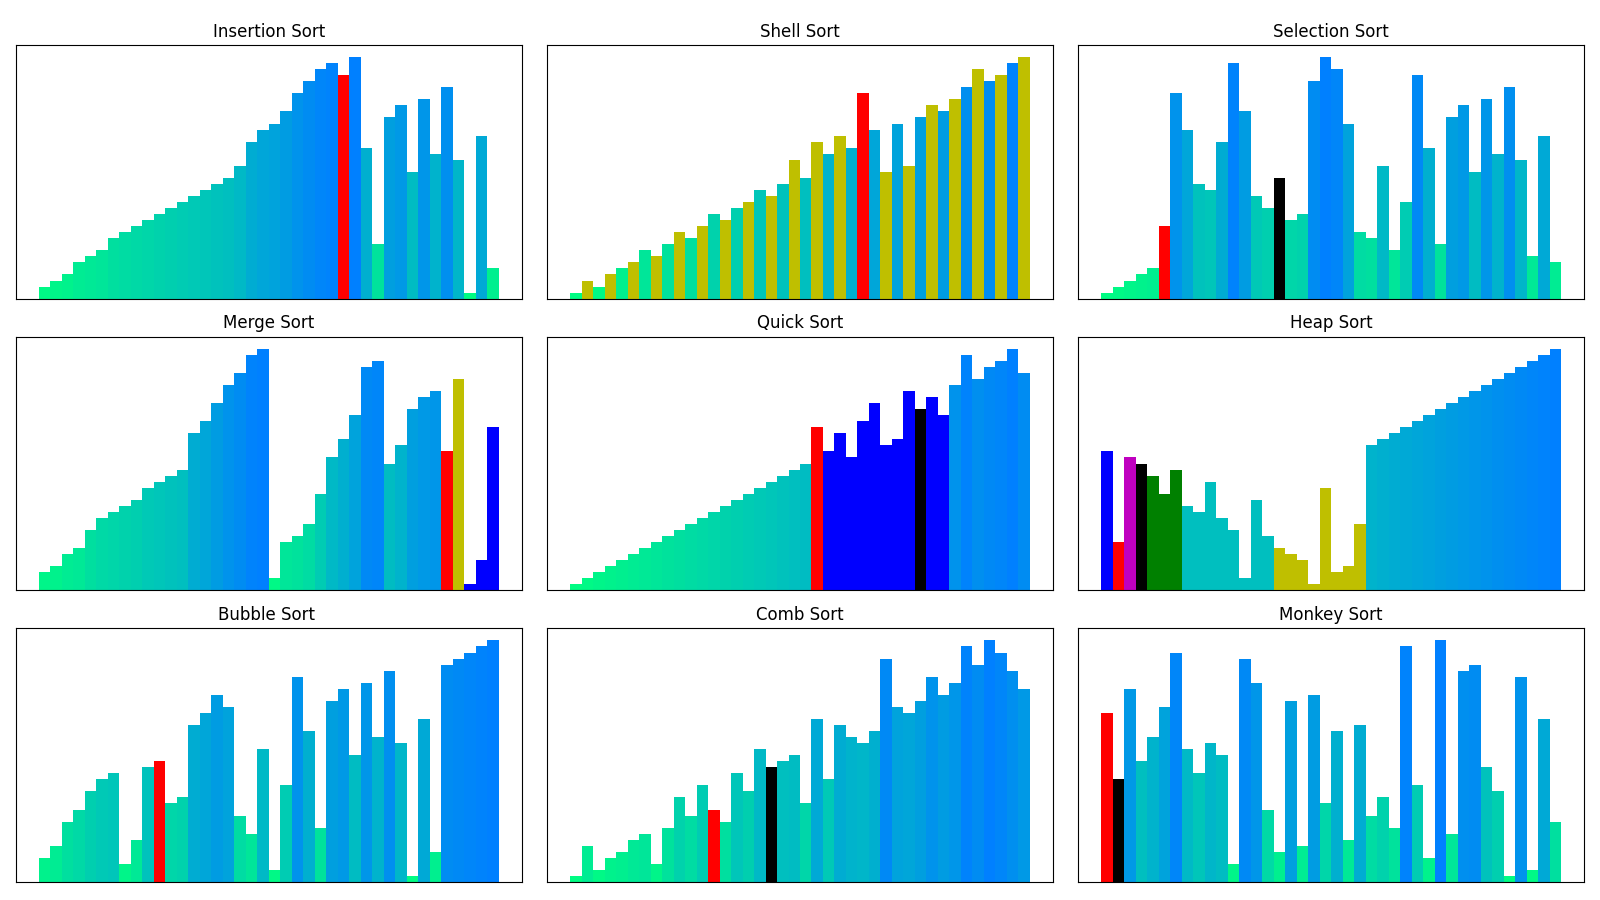 Insertion Sort
Shell Sort
Selection Sort
Merge Sort
Quick Sort
Heap Sort
Bubble Sort
Comb Sort
Monkey Sort